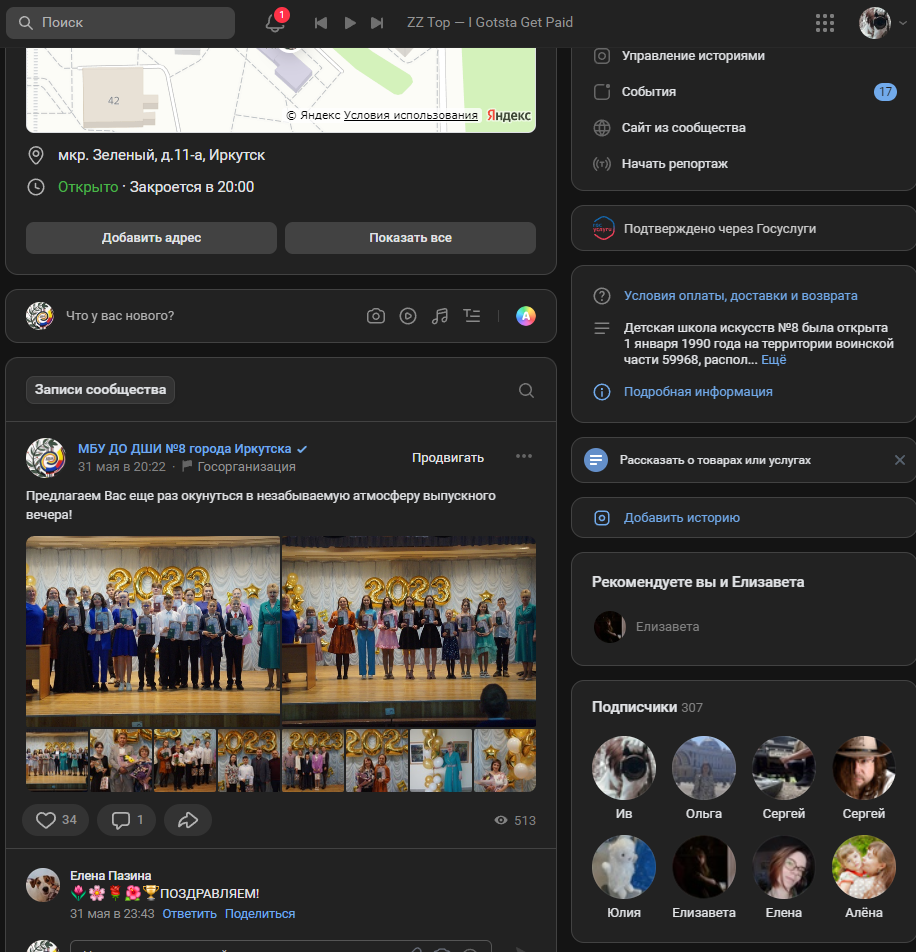 Поиск
1
ZZ Top — I Gotsta Get Paid
42
© Яндекс Условия использования Яндекс
мкр. Зеленый, д.11-а, Иркутск
Открыто · Закроется в 20:00
Добавить адрес
Показать все
Что у вас нового?
A
Записи сообщества
МБУ ДО ДШИ №8 города Иркутска
31 мая в 20:22 · Госорганизация
Продвигать
Предлагаем Вас еще раз окунуться в незабываемую атмосферу выпускного
вечера!
2023
2023
34
1
513
Елена Пазина
ПОЗДРАВЛЯЕМ!
31 мая в 23:43 Ответить Поделиться
Управление историями
События
17
Сайт из сообщества
Начать репортаж
гос
услуги
Подтверждено через Госуслуги
Условия оплаты, доставки и возврата
Детская школа искусств №8 была открыта
1 января 1990 года на территории воинской
части 59968, распол... Ещё
Подробная информация
Рассказать о товарах или услугах
Добавить историю
Рекомендуете вы и Елизавета
Елизавета
Подписчики 307
Ив
Ольга
Сергей
Сергей
Юлия
Елизавета
Елена
Алёна